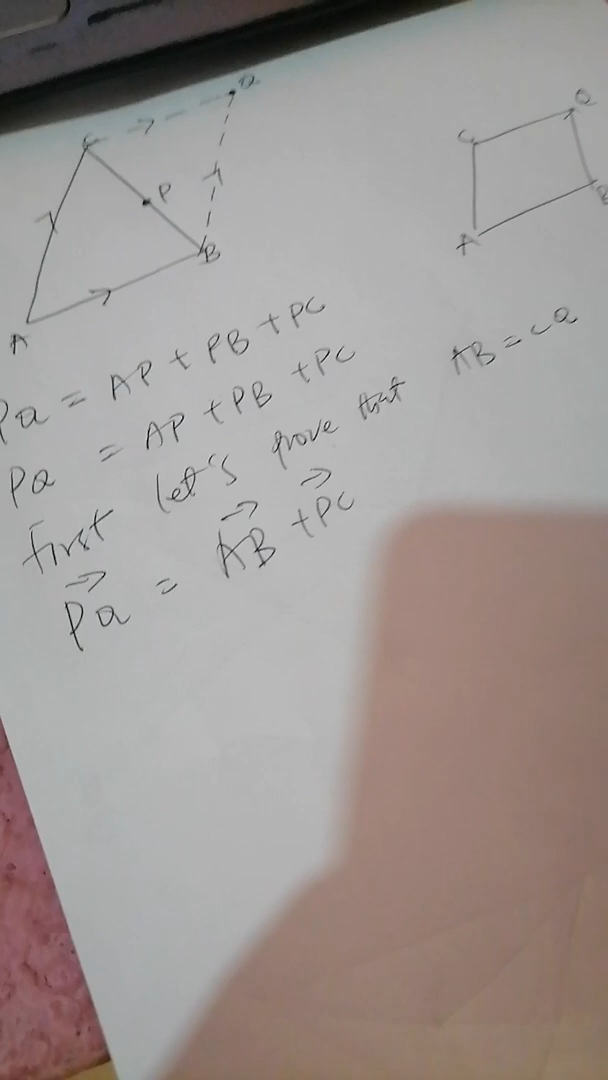 C
Q
P
B
A
C
Q
B
A
PQ = AP + PB + PC
PQ = AP + PB + PC
First let's prove that AB = CQ
PQ = AB + PC